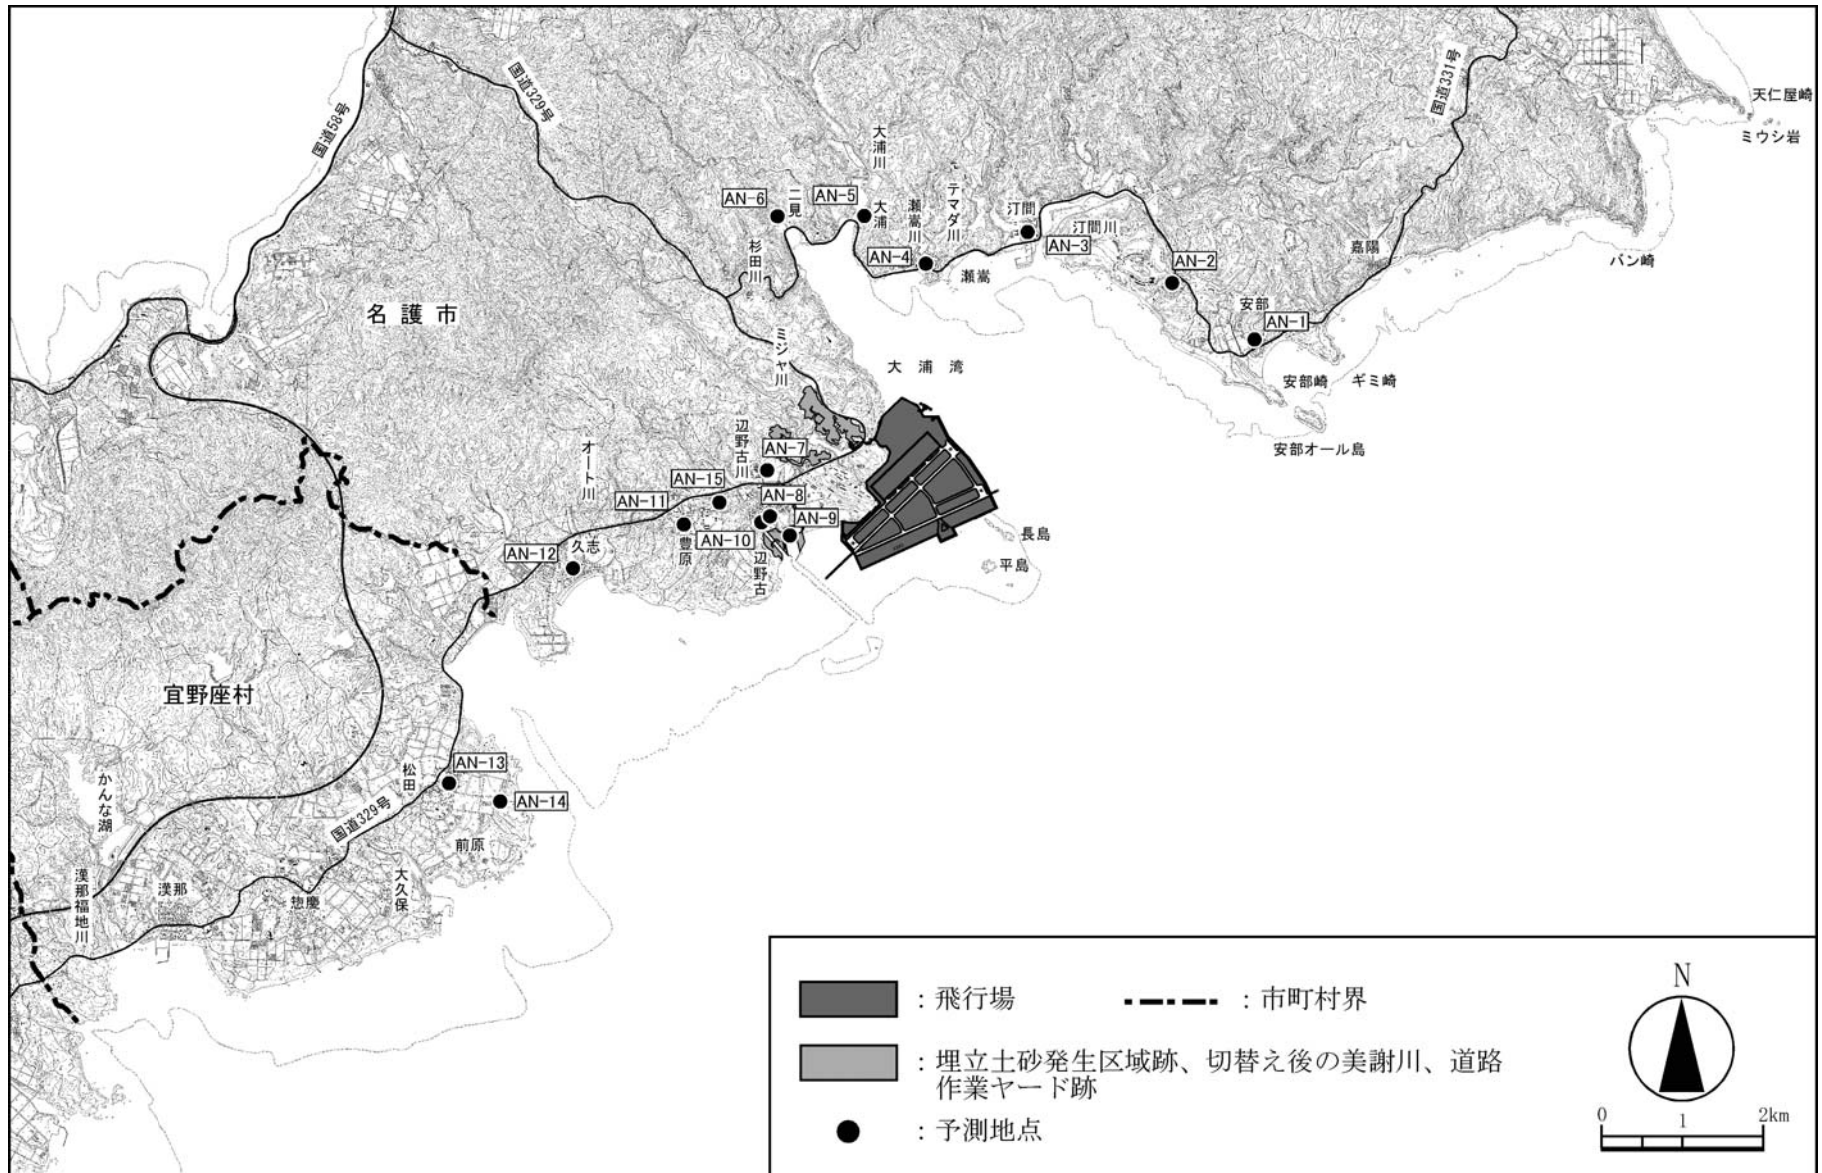 天仁屋崎
ミウシ岩
国道331号
国道329号
国道58号
大浦川
テマダ川
瀬嵩川
汀間
汀間川
AN-6
二見
AN-5
大浦
杉田川
AN-4
瀬嵩
AN-3
AN-2
嘉陽
バン崎
安部
AN-1
名護市
ミジャ川
大浦湾
安部崎
ギミ崎
安部オール島
辺野古川
AN-7
オート川
AN-15
AN-11
AN-8
AN-9
AN-10
豊原
辺野古
AN-12
久志
長島
平島
宜野座村
かんな湖
松田
AN-13
AN-14
国道329号
前原
大久保
漢那福地川
漢那
惣慶
:飛行場
:市町村界
:埋立土砂発生区域跡、切替え後の美謝川、道路
作業ヤード跡
:予測地点
N
0 1 2km